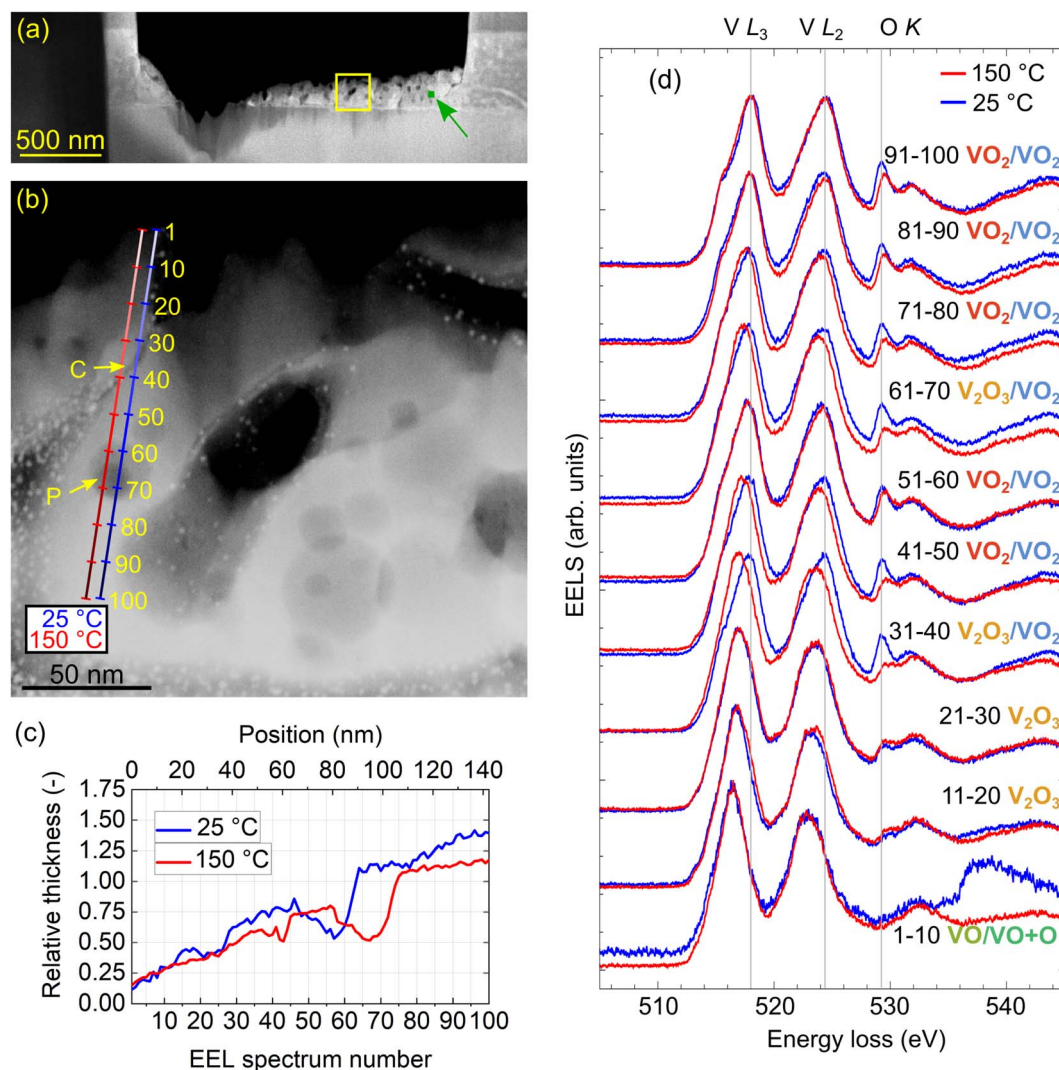 (a)
500 nm
(b)
1
10
20
30
C
40
50
60
P
70
80
90
100
25 °C
150 °C
50 nm
(c)
Position (nm)
0 20 40 60 80 100 120 140
1.75
1.50
1.25
1.00
0.75
0.50
0.25
0.00
Relative thickness (-)
25 °C
150 °C
0 10 20 30 40 50 60 70 80 90 100
EEL spectrum number
V L₃ V L₂ O K
(d)
150 °C
25 °C
91-100 VO₂/VO₂
81-90 VO₂/VO₂
71-80 VO₂/VO₂
61-70 V₂O₃/VO₂
51-60 VO₂/VO₂
41-50 VO₂/VO₂
31-40 V₂O₃/VO₂
21-30 V₂O₃
11-20 V₂O₃
1-10 VO/VO+O
EELS (arb. units)
510 520 530 540
Energy loss (eV)